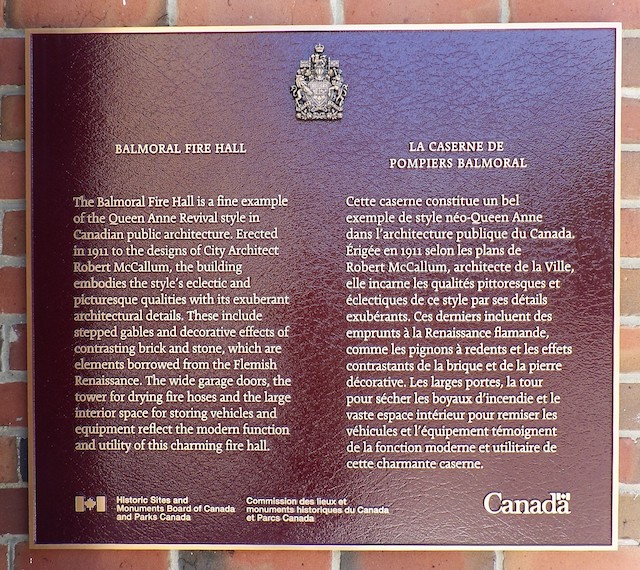 BALMORAL FIRE HALL
The Balmoral Fire Hall is a fine example
of the Queen Anne Revival style in
Canadian public architecture. Erected
in 1911 to the designs of City Architect
Robert McCallum, the building
embodies the style's eclectic and
picturesque qualities with its exuberant
architectural details. These include
stepped gables and decorative effects of
contrasting brick and stone, which are
elements borrowed from the Flemish
Renaissance. The wide garage doors, the
tower for drying fire hoses and the large
interior space for storing vehicles and
equipment reflect the modern function
and utility of this charming fire hall.
LA CASERNE DE
POMPIERS BALMORAL
Cette caserne constitue un bel
exemple de style néo-Queen Anne
dans l'architecture publique du Canada.
Érigée en 1911 selon les plans de
Robert McCallum, architecte de la Ville,
elle incarne les qualités pittoresques et
éclectiques de ce style par ses détails
exubérants. Ces derniers incluent des
emprunts à la Renaissance flamande,
comme les pignons à redents et les effets
contrastants de la brique et de la pierre
décorative. Les larges portes, la tour
pour sécher les boyaux d'incendie et le
vaste espace intérieur pour remiser les
véhicules et l'équipement témoignent
de la fonction moderne et utilitaire de
cette charmante caserne.
Historic Sites and
Monuments Board of Canada
and Parks Canada
Commission des lieux et
monuments historiques du Canada
et Parcs Canada
Canada